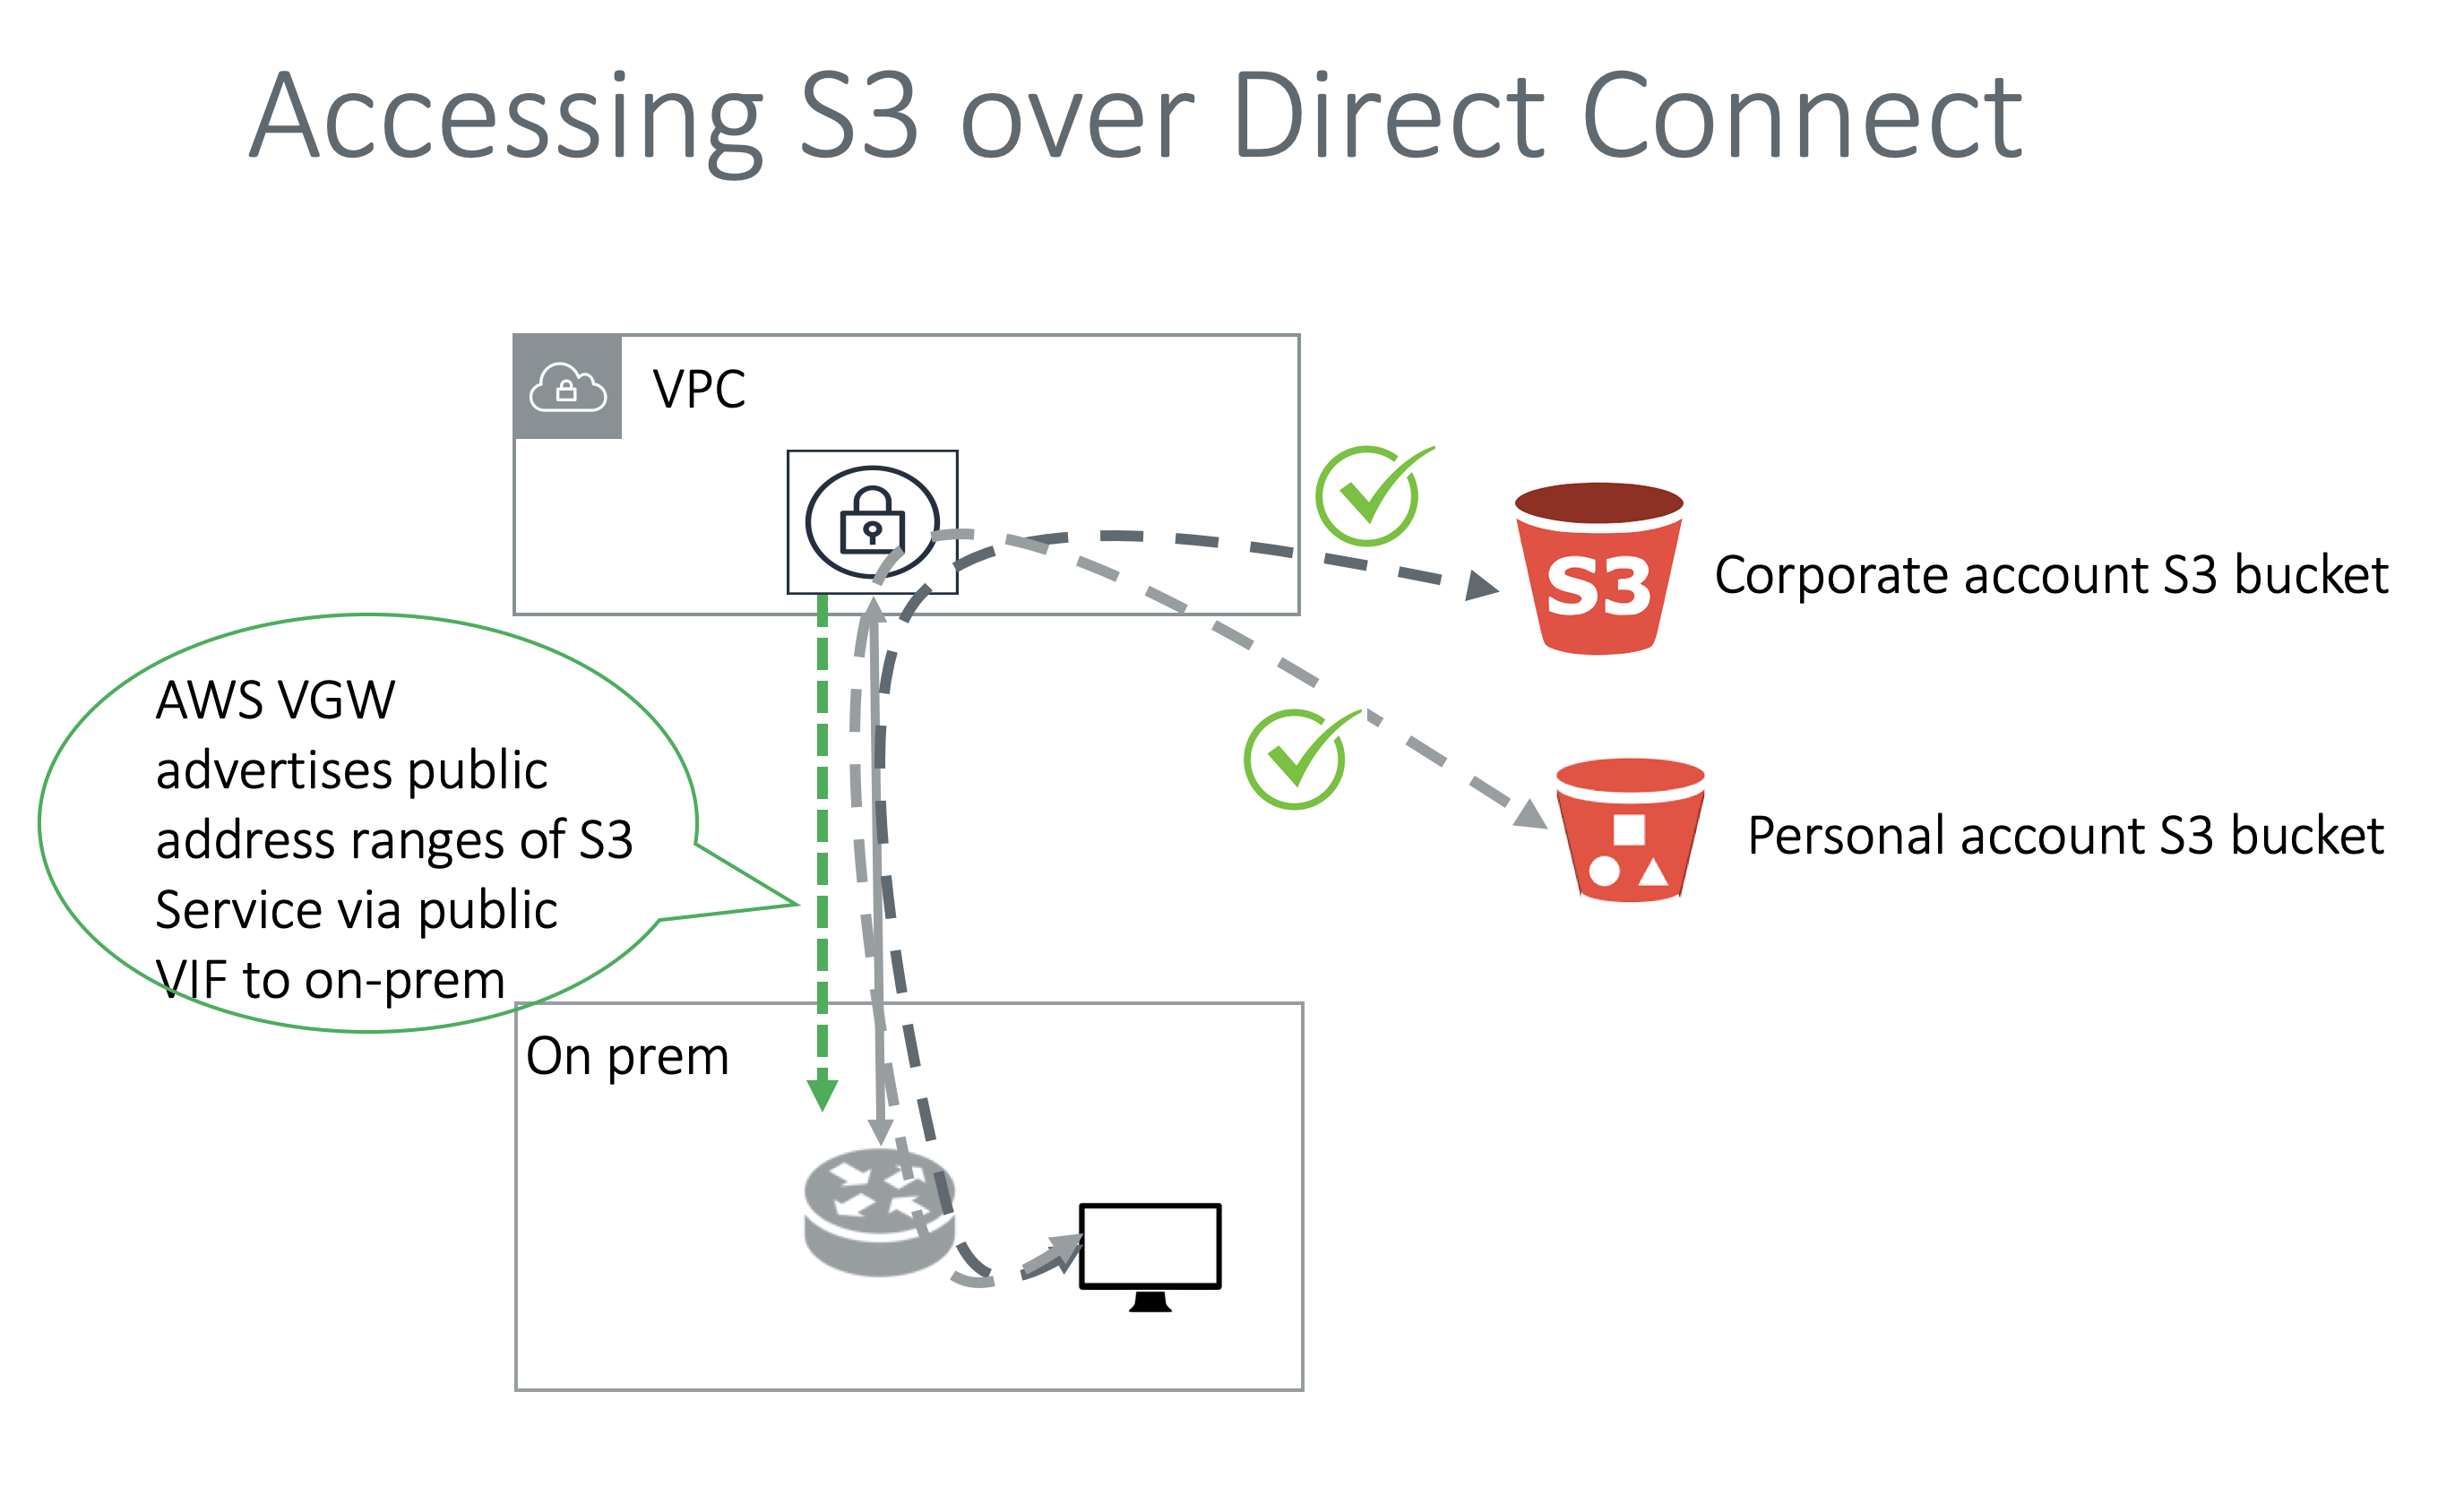 Accessing S3 over Direct Connect
VPC
S3
Corporate account S3 bucket
AWS VGW
advertises public
address ranges of S3
Service via public
VIF to on-prem
Personal account S3 bucket
On prem